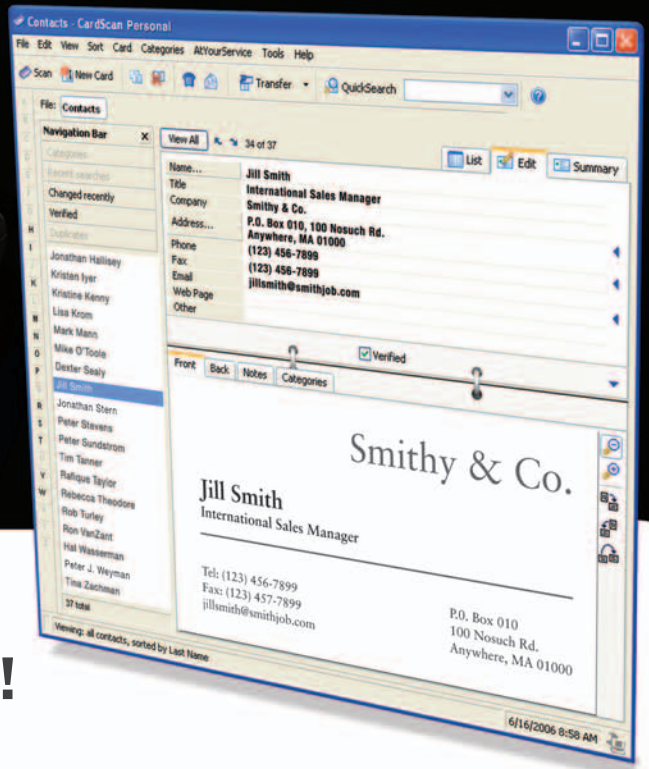 Contacts - CardScan Personal
File Edit View Sort Card Categories AtYourService Tools Help
Scan New Card Transfer QuickSearch
File: Contacts
Navigation Bar X
Categories
Recent searches
Changed recently
Verified
Duplicates
H
I
K
M
N
O
P
R
S
T
V
W
Jonathan Hallisey
Kristen Iyer
Kristine Kenny
Lisa Krom
Mark Mann
Mike O'Toole
Dexter Sealy
Jill Smith
Jonathan Stern
Peter Stevens
Peter Sundstrom
Tim Tanner
Rafique Taylor
Rebecca Theodore
Rob Turley
Ron VanZant
Hal Wasserman
Peter J. Weyman
Tina Zachman
37 total
View All 34 of 37
List Edit Summary
Name... Jill Smith
Title International Sales Manager
Company Smithy & Co.
Address... P.O. Box 010, 100 Nosuch Rd.
Anywhere, MA 01000
Phone (123) 456-7899
Fax (123) 456-7899
Email jillsmith@smithjob.com
Web Page
Other
Verified
Front Back Notes Categories
Smithy & Co.
Jill Smith
International Sales Manager
Tel: (123) 456-7899
Fax: (123) 457-7899
jillsmith@smithjob.com
P.O. Box 010
100 Nosuch Rd.
Anywhere, MA 01000
Viewing: all contacts, sorted by Last Name
6/16/2006 8:58 AM
!